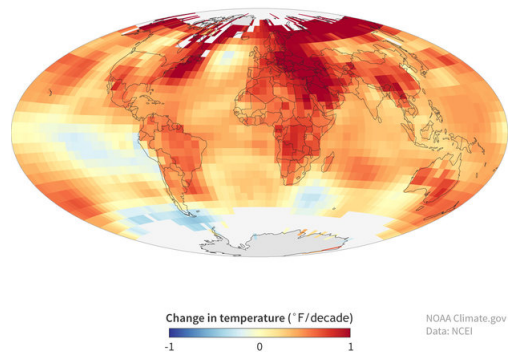 Change in temperature (°F/decade)
-1 0 1
NOAA Climate.gov
Data: NCEI